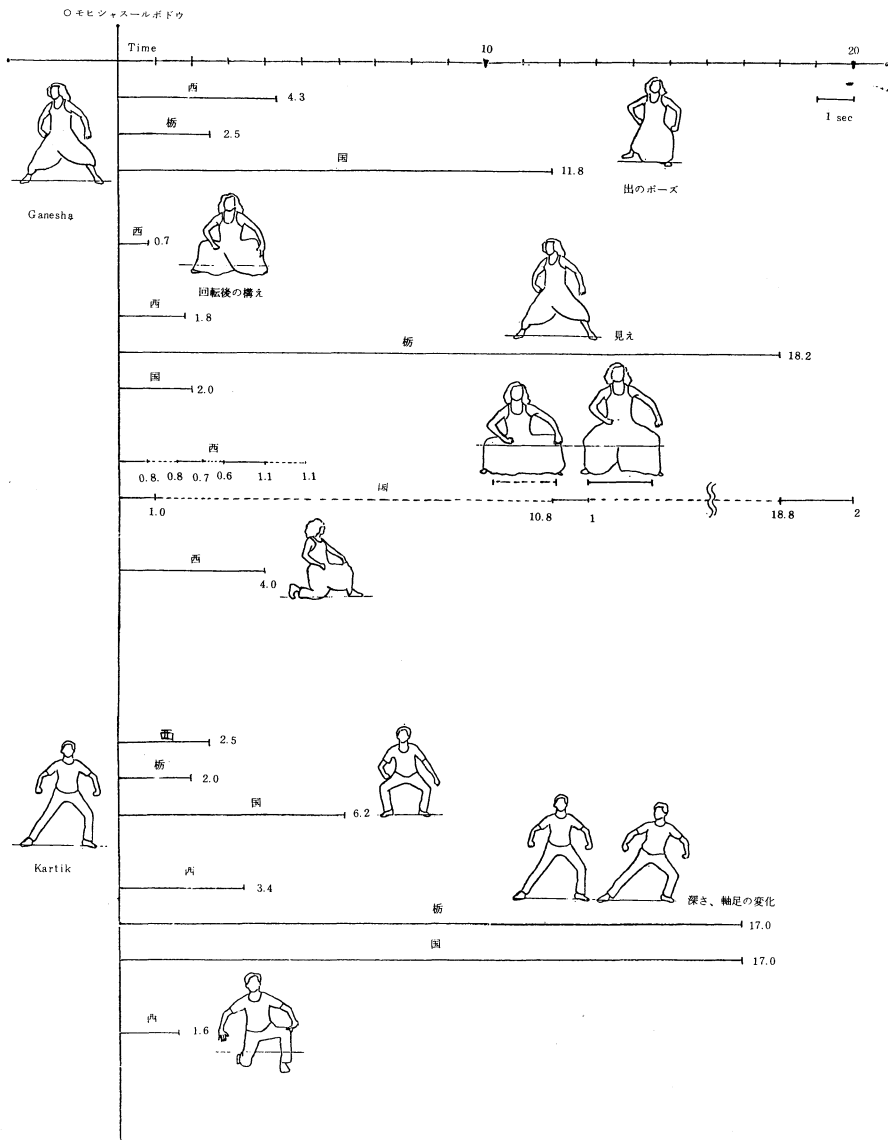 ○モヒシャスールボドウ
Time
10
20
西
4.3
1 sec
栃
2.5
国
11.8
出のポーズ
Ganesha
西
0.7
回転後の構え
西
1.8
見え
栃
18.2
国
2.0
西
0.8
0.8
0.7
0.6
1.1
1.1
国
1.0
10.8
1
18.8
2
西
4.0
西
2.5
栃
2.0
国
6.2
Kartik
西
3.4
深さ、軸足の変化
栃
17.0
国
17.0
西
1.6